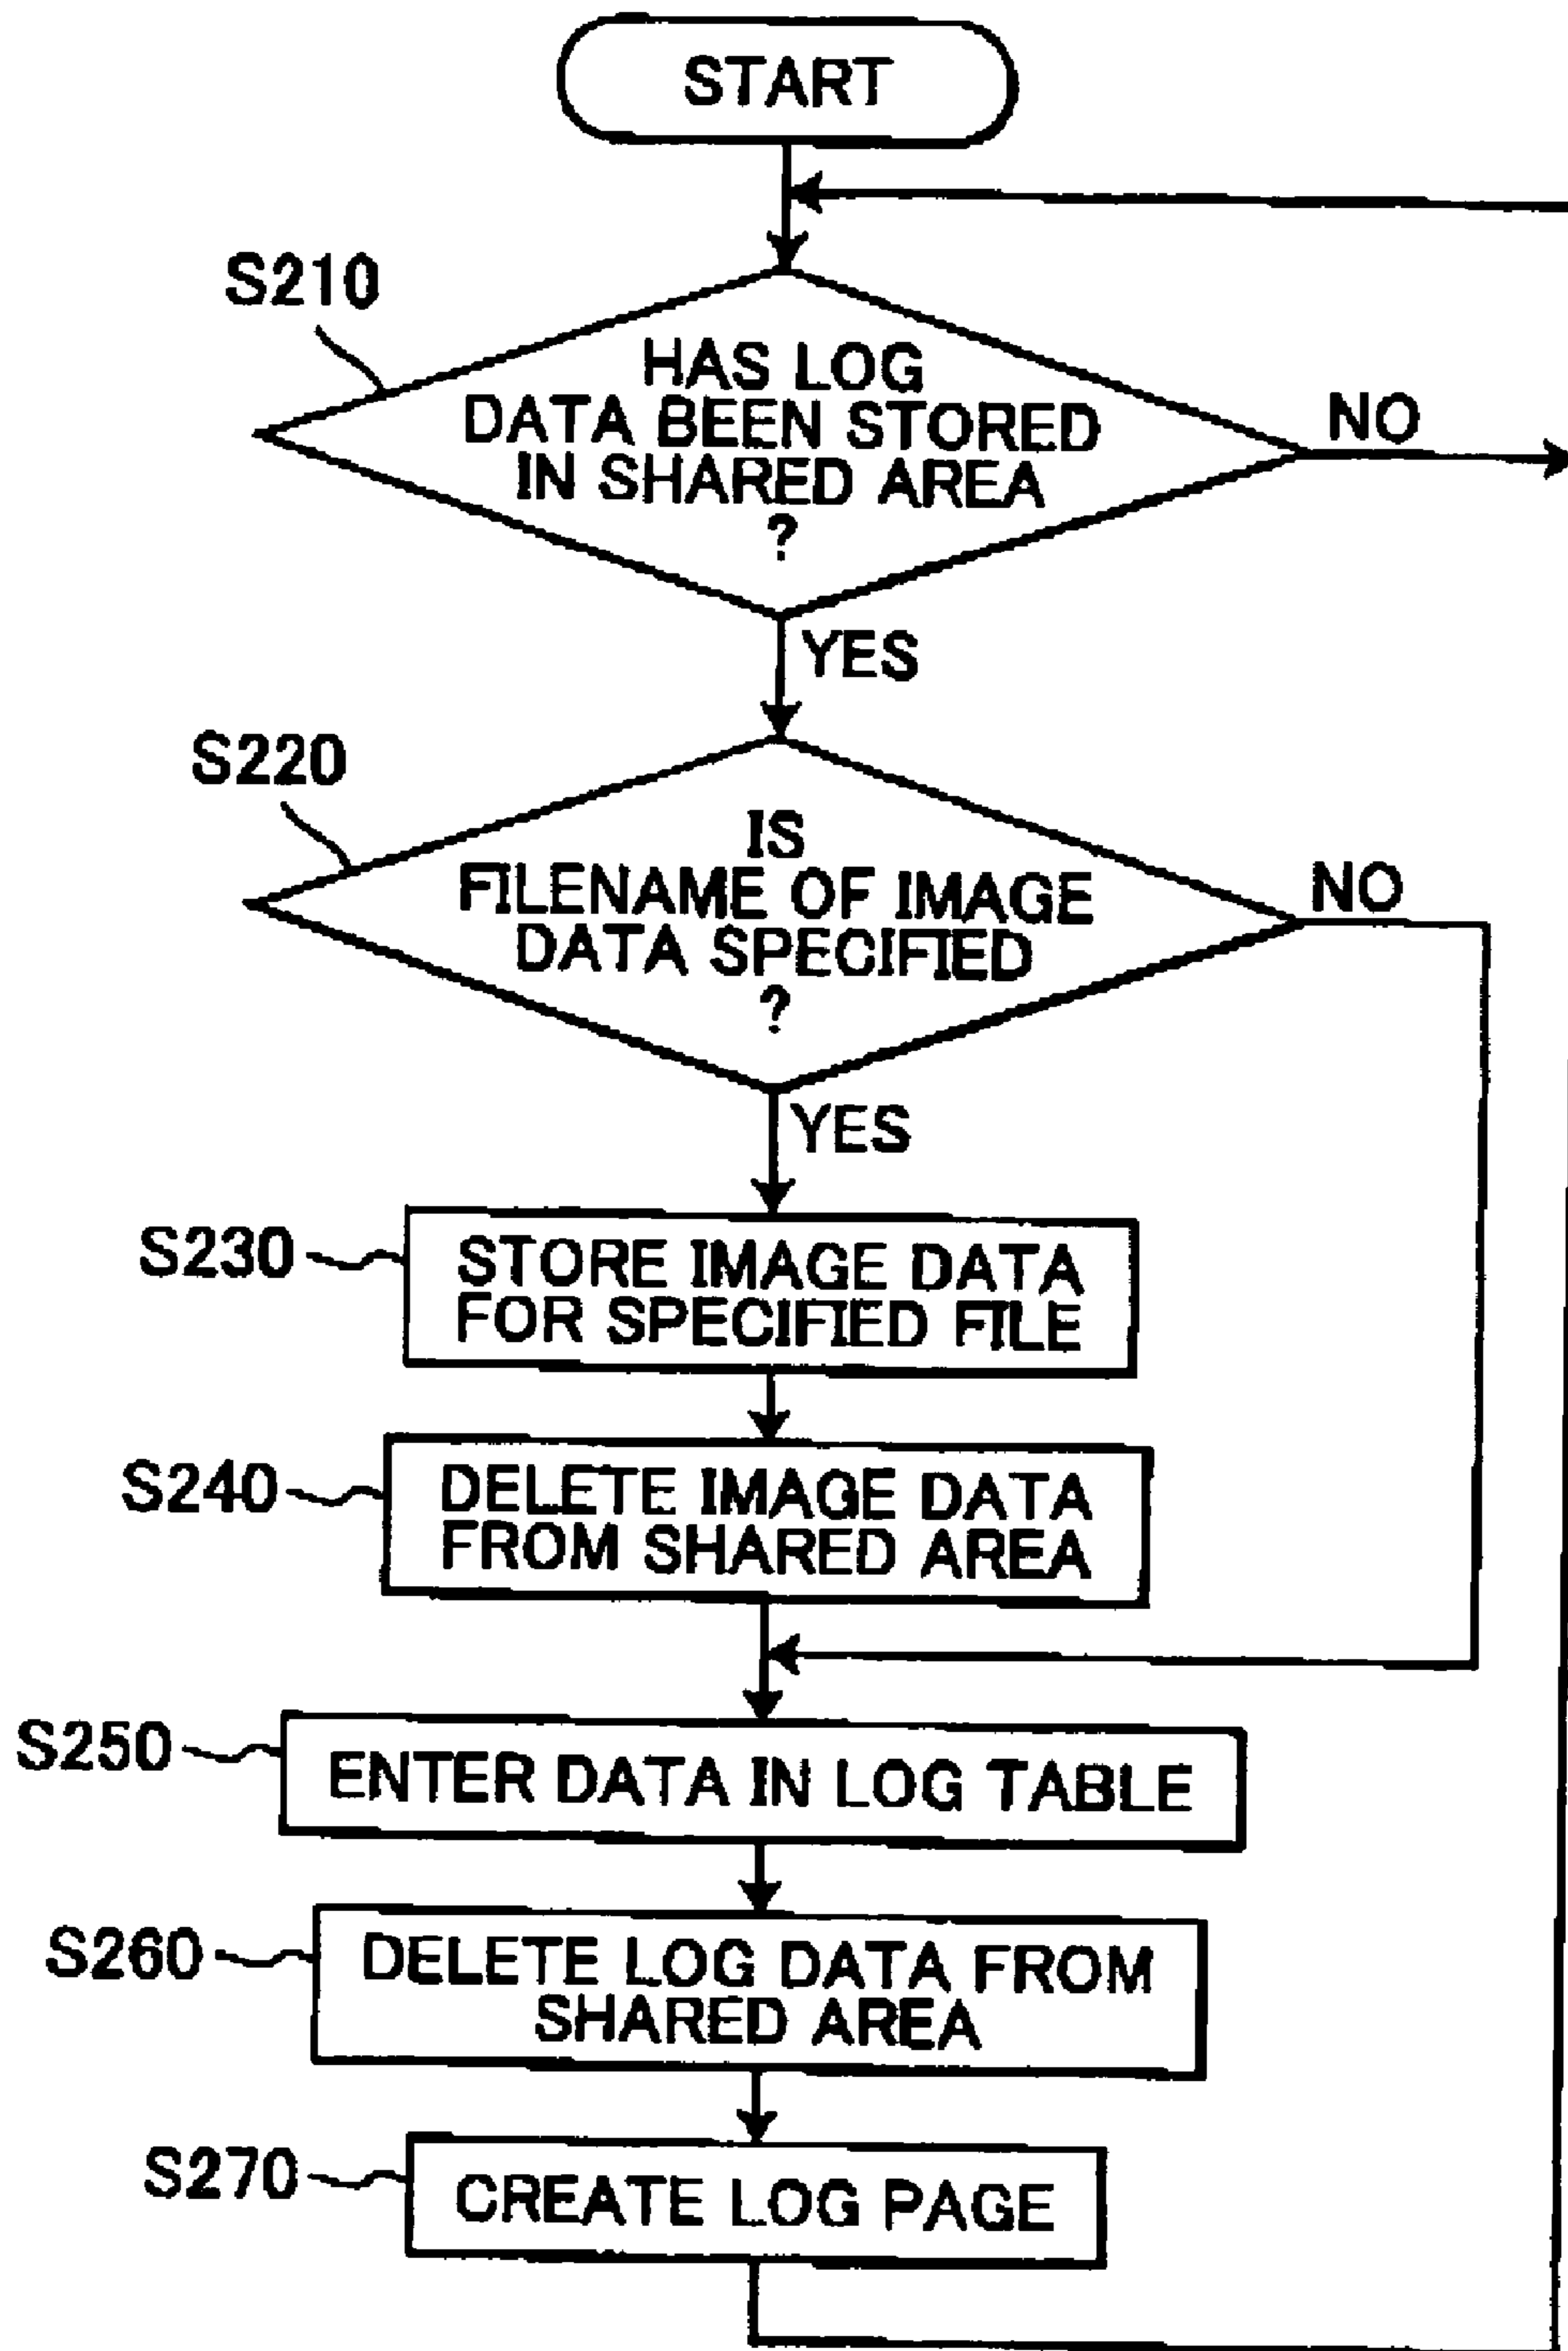 START
S210
HAS LOG
DATA BEEN STORED
IN SHARED AREA
?
NO
YES
S220
IS
FILENAME OF IMAGE
DATA SPECIFIED
?
NO
YES
S230
STORE IMAGE DATA
FOR SPECIFIED FILE
S240
DELETE IMAGE DATA
FROM SHARED AREA
S250
ENTER DATA IN LOG TABLE
S260
DELETE LOG DATA FROM
SHARED AREA
S270
CREATE LOG PAGE